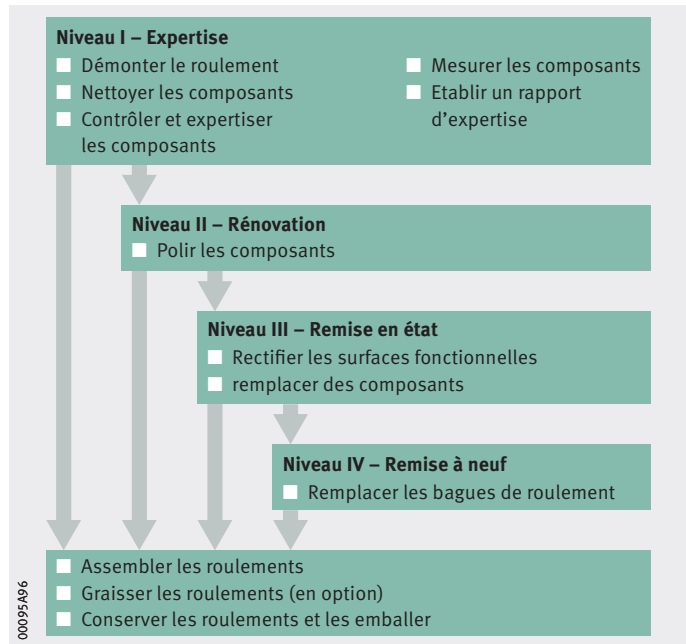 Niveau I – Expertise
■ Démonter le roulement
■ Nettoyer les composants
■ Contrôler et expertiser
les composants
■ Mesurer les composants
■ Etablir un rapport
d’expertise
Niveau II – Rénovation
■ Polir les composants
Niveau III – Remise en état
■ Rectifier les surfaces fonctionnelles
■ remplacer des composants
Niveau IV – Remise à neuf
■ Remplacer les bagues de roulement
■ Assembler les roulements
■ Graisser les roulements (en option)
■ Conserver les roulements et les emballer
00095A96